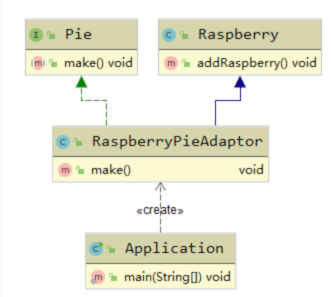 Pie
make() void
Raspberry
addRaspberry() void
RaspberryPieAdaptor
make() void
«create»
Application
main(String[]) void